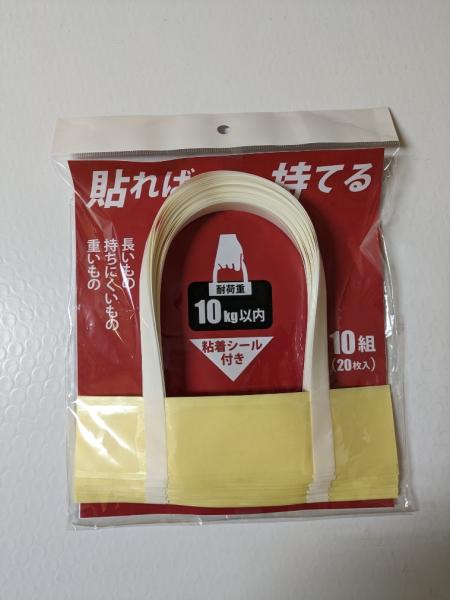 貼れば 持てる
長いもの
持ちにくいもの
重いもの
耐荷重
10kg以内
粘着シール
付き
10組
(20枚入)